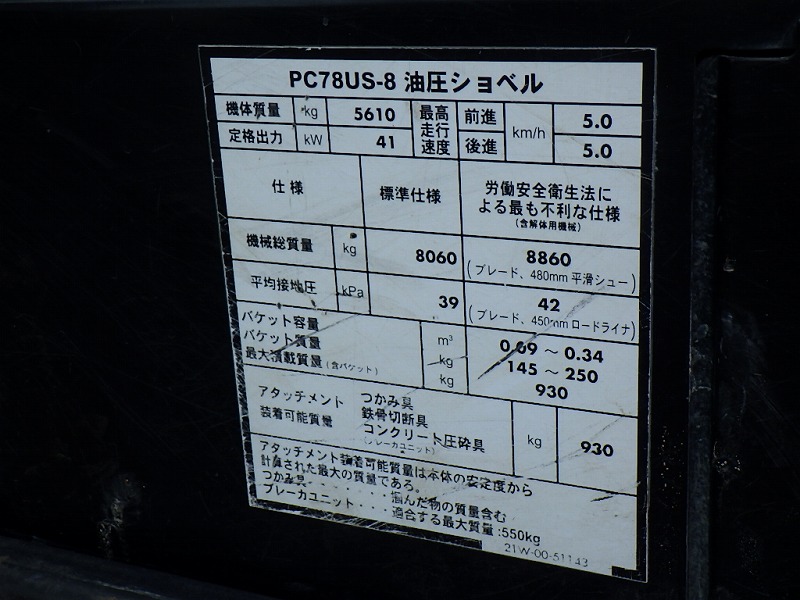 PC78US-8 油圧ショベル
機体質量 kg 5610 最高走行速度 前進 km/h 5.0
定格出力 kW 41 後進 5.0
仕様 標準仕様 労働安全衛生法に
よる最も不利な仕様
(含解体用機械)
機械総質量 kg 8060 8860
(ブレード、480mm 平滑シュー)
平均接地圧 kPa 39 42
(ブレード、450mm ロードライナ)
バケット容量 m³ 0.09 ~ 0.34
バケット質量 kg 145 ~ 250
最大積載質量 (含バケット) kg 930
アタッチメント つかみ具
装着可能質量 鉄骨切断具 kg 930
コンクリート圧砕具
(ブレーカユニット)
アタッチメント装着可能質量は本体の安定度から
計算された最大の質量である。
つかみ具・・・・・・掴んだ物の質量含む
ブレーカユニット・・・・適合する最大質量:550kg
21W-00-51143